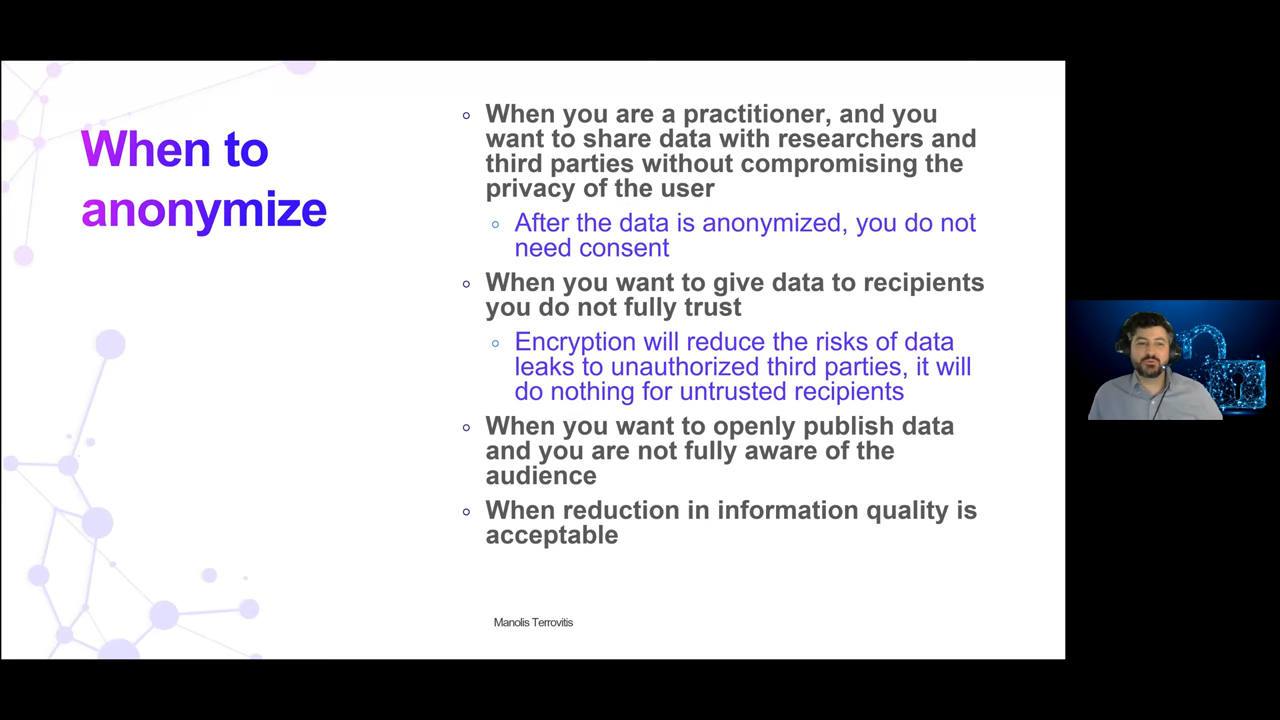 When to
anonymize
When you are a practitioner, and you
want to share data with researchers and
third parties without compromising the
privacy of the user
After the data is anonymized, you do not
need consent
When you want to give data to recipients
you do not fully trust
Encryption will reduce the risks of data
leaks to unauthorized third parties, it will
do nothing for untrusted recipients
When you want to openly publish data
and you are not fully aware of the
audience
When reduction in information quality is
acceptable
Manolis Terrovitis